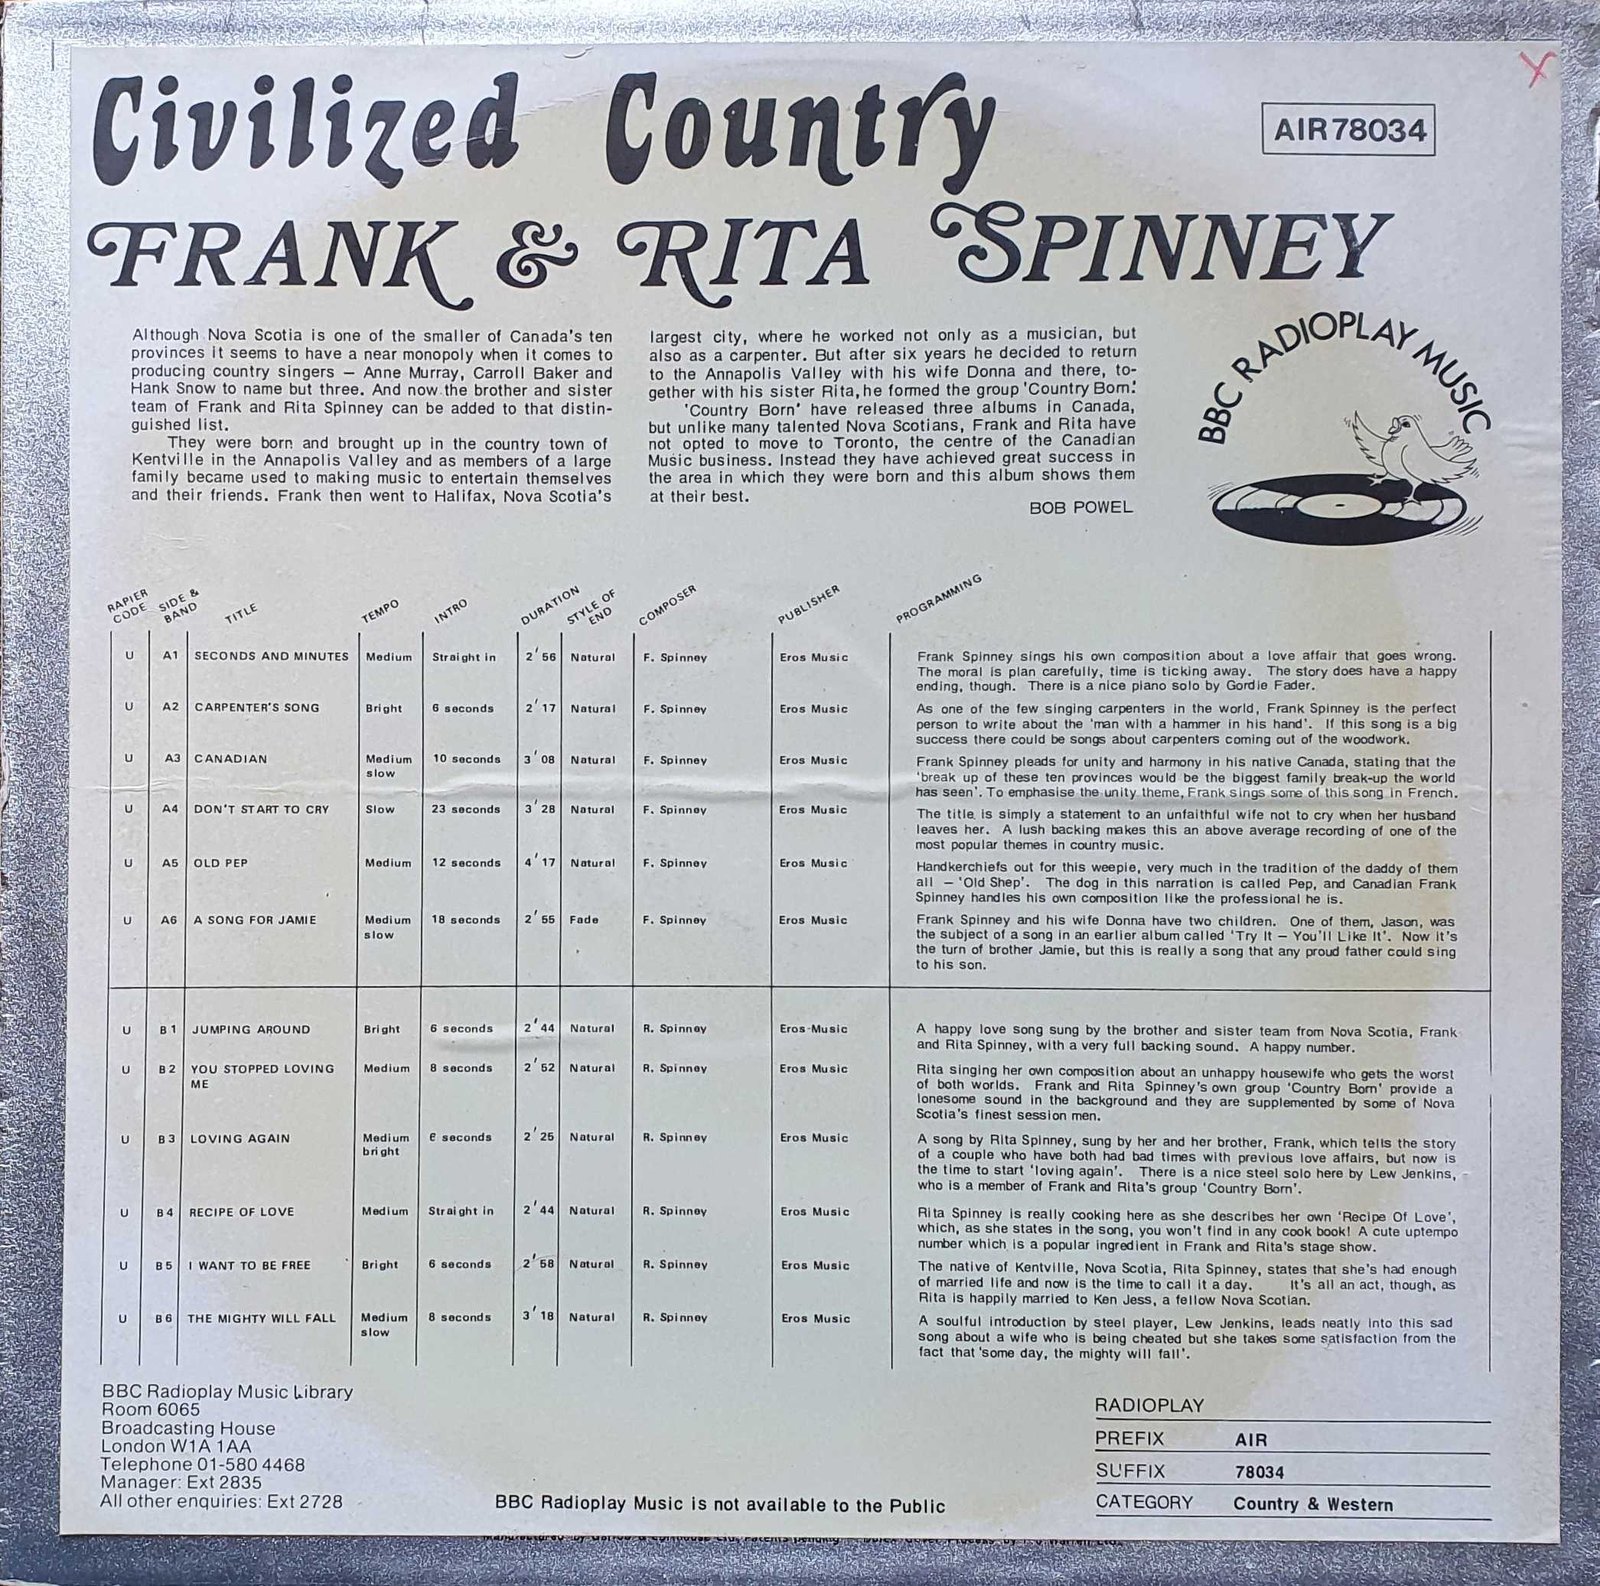 Civilized Country
AIR78034
FRANK & RITA SPINNEY
Although Nova Scotia is one of the smaller of Canada's ten
provinces it seems to have a near monopoly when it comes to
producing country singers – Anne Murray, Carroll Baker and
Hank Snow to name but three. And now the brother and sister
team of Frank and Rita Spinney can be added to that distin-
guished list.
They were born and brought up in the country town of
Kentville in the Annapolis Valley and as members of a large
family became used to making music to entertain themselves
and their friends. Frank then went to Halifax, Nova Scotia's
largest city, where he worked not only as a musician, but
also as a carpenter. But after six years he decided to return
to the Annapolis Valley with his wife Donna and there, to-
gether with his sister Rita, he formed the group 'Country Born'.
'Country Born' have released three albums in Canada,
but unlike many talented Nova Scotians, Frank and Rita have
not opted to move to Toronto, the centre of the Canadian
Music business. Instead they have achieved great success in
the area in which they were born and this album shows them
at their best.
BOB POWEL
BBC RADIOPLAY MUSIC
RAPIER CODE SIDE & BAND TITLE TEMPO INTRO DURATION STYLE OF END COMPOSER PUBLISHER PROGRAMMING
U A1 SECONDS AND MINUTES Medium Straight in 2'56 Natural F. Spinney Eros Music Frank Spinney sings his own composition about a love affair that goes wrong.
The moral is plan carefully, time is ticking away. The story does have a happy
ending, though. There is a nice piano solo by Gordie Fader.
U A2 CARPENTER'S SONG Bright 6 seconds 2'17 Natural F. Spinney Eros Music As one of the few singing carpenters in the world, Frank Spinney is the perfect
person to write about the 'man with a hammer in his hand'. If this song is a big
success there could be songs about carpenters coming out of the woodwork.
U A3 CANADIAN Medium 10 seconds 3'08 Natural F. Spinney Eros Music Frank Spinney pleads for unity and harmony in his native Canada, stating that the
slow 'break up of these ten provinces would be the biggest family break-up the world
has seen'. To emphasise the unity theme, Frank sings some of this song in French.
U A4 DON'T START TO CRY Slow 23 seconds 3'28 Natural F. Spinney Eros Music The title is simply a statement to an unfaithful wife not to cry when her husband
leaves her. A lush backing makes this an above average recording of one of the
most popular themes in country music.
U A5 OLD PEP Medium 12 seconds 4'17 Natural F. Spinney Eros Music Handkerchiefs out for this weepie, very much in the tradition of the daddy of them
all – 'Old Shep'. The dog in this narration is called Pep, and Canadian Frank
Spinney handles his own composition like the professional he is.
U A6 A SONG FOR JAMIE Medium 18 seconds 2'55 Fade F. Spinney Eros Music Frank Spinney and his wife Donna have two children. One of them, Jason, was
slow the subject of a song in an earlier album called 'Try It – You'll Like It'. Now it's
the turn of brother Jamie, but this is really a song that any proud father could sing
to his son.
U B1 JUMPING AROUND Bright 6 seconds 2'44 Natural R. Spinney Eros Music A happy love song sung by the brother and sister team from Nova Scotia, Frank
and Rita Spinney, with a very full backing sound. A happy number.
U B2 YOU STOPPED LOVING Medium 8 seconds 2'52 Natural R. Spinney Eros Music Rita singing her own composition about an unhappy housewife who gets the worst
ME of both worlds. Frank and Rita Spinney's own group 'Country Born' provide a
lonesome sound in the background and they are supplemented by some of Nova
Scotia's finest session men.
U B3 LOVING AGAIN Medium 6 seconds 2'25 Natural R. Spinney Eros Music A song by Rita Spinney, sung by her and her brother, Frank, which tells the story
bright of a couple who have both had bad times with previous love affairs, but now is
the time to start 'loving again'. There is a nice steel solo here by Lew Jenkins,
who is a member of Frank and Rita's group 'Country Born'.
U B4 RECIPE OF LOVE Medium Straight in 2'44 Natural R. Spinney Eros Music Rita Spinney is really cooking here as she describes her own 'Recipe Of Love',
which, as she states in the song, you won't find in any cook book! A cute uptempo
number which is a popular ingredient in Frank and Rita's stage show.
U B5 I WANT TO BE FREE Bright 6 seconds 2'58 Natural R. Spinney Eros Music The native of Kentville, Nova Scotia, Rita Spinney, states that she's had enough
of married life and now is the time to call it a day. It's all an act, though, as
Rita is happily married to Ken Jess, a fellow Nova Scotian.
U B6 THE MIGHTY WILL FALL Medium 8 seconds 3'18 Natural R. Spinney Eros Music A soulful introduction by steel player, Lew Jenkins, leads neatly into this sad
slow song about a wife who is being cheated but she takes some satisfaction from the
fact that 'some day, the mighty will fall'.
BBC Radioplay Music Library
Room 6065
Broadcasting House
London W1A 1AA
Telephone 01-580 4468
Manager: Ext 2835
All other enquiries: Ext 2728
BBC Radioplay Music is not available to the Public
RADIOPLAY
PREFIX AIR
SUFFIX 78034
CATEGORY Country & Western